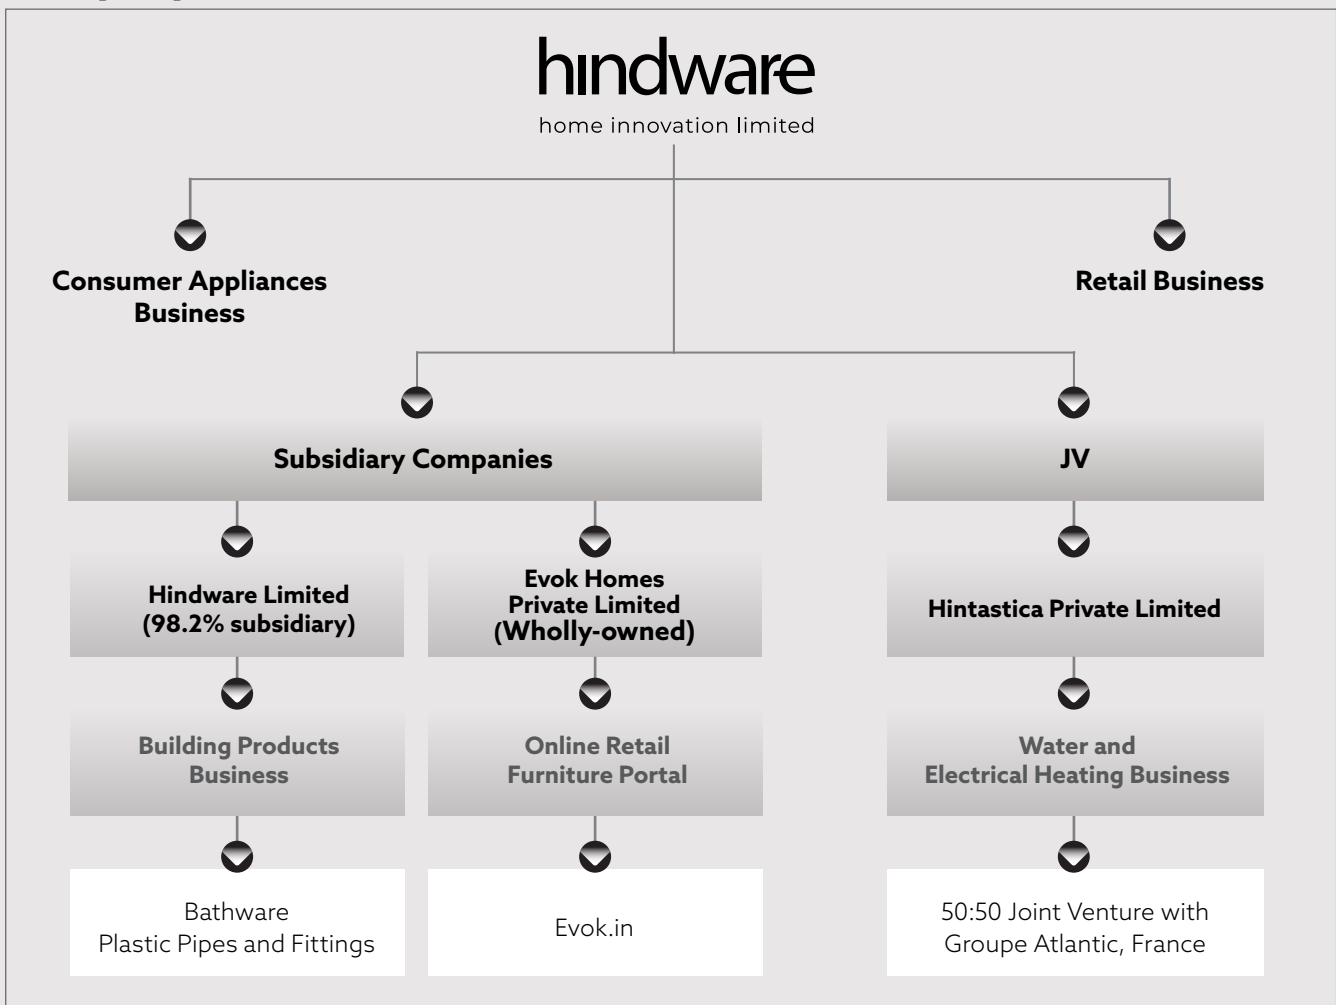 hindware
home innovation limited
Consumer Appliances
Business
Retail Business
Subsidiary Companies
JV
Hindware Limited
(98.2% subsidiary)
Evok Homes
Private Limited
(Wholly-owned)
Hintastica Private Limited
Building Products
Business
Online Retail
Furniture Portal
Water and
Electrical Heating Business
Bathware
Plastic Pipes and Fittings
Evok.in
50:50 Joint Venture with
Groupe Atlantic, France